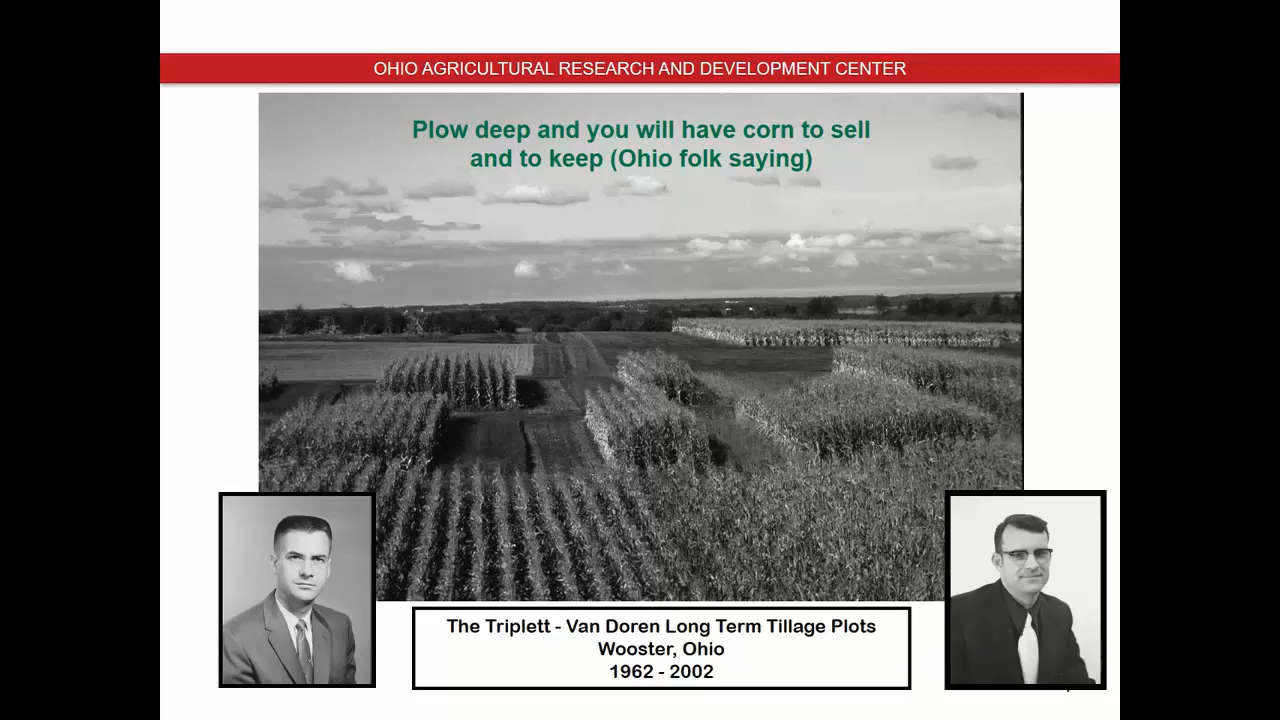 OHIO AGRICULTURAL RESEARCH AND DEVELOPMENT CENTER
Plow deep and you will have corn to sell
and to keep (Ohio folk saying)
The Triplett - Van Doren Long Term Tillage Plots
Wooster, Ohio
1962 - 2002